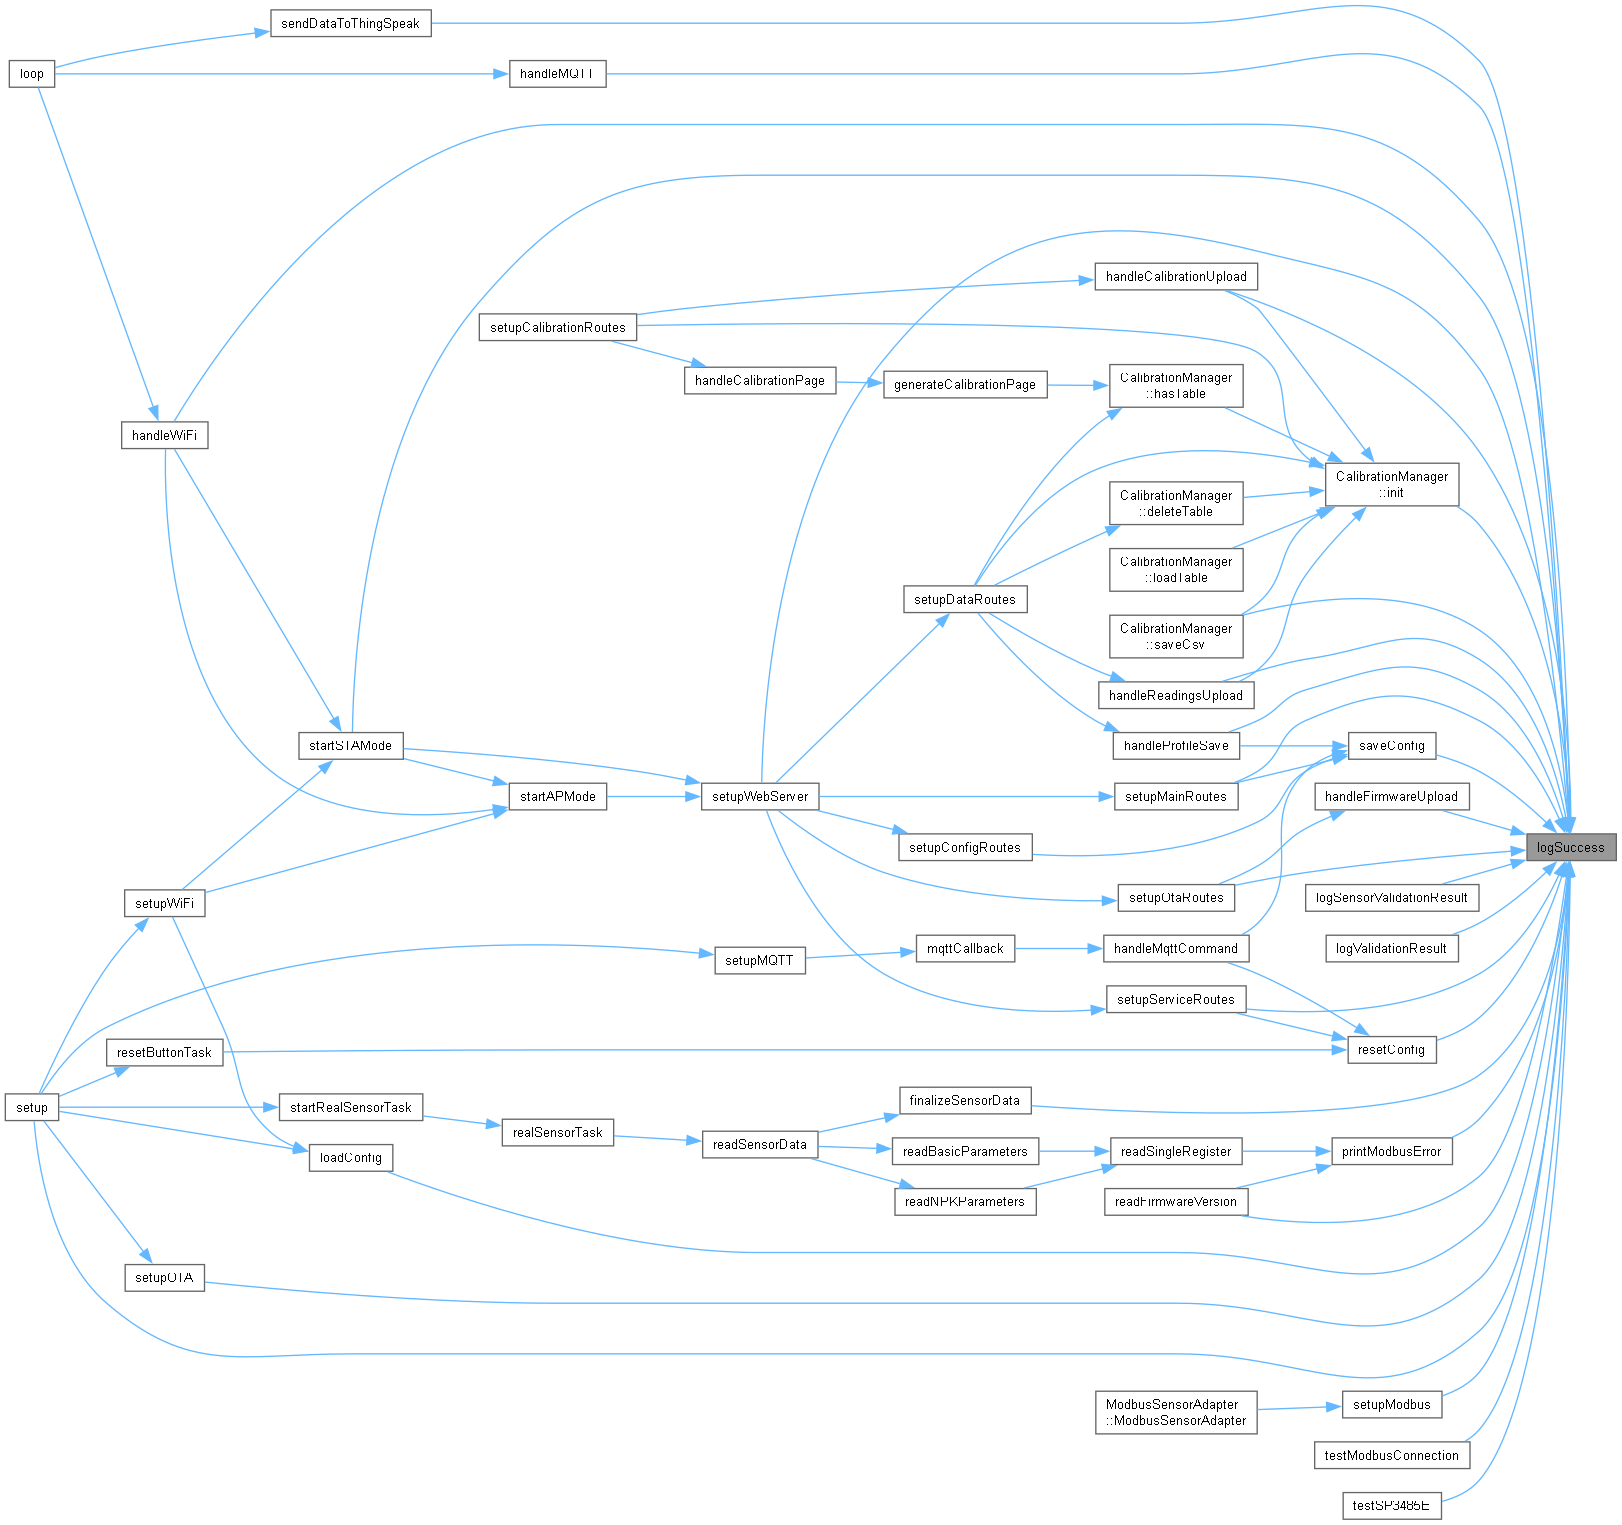 sendDataToThingSpeak
loop
handleMQTT
handleCalibrationUpload
setupCalibrationRoutes
handleCalibrationPage
generateCalibrationPage
CalibrationManager
::hasTable
handleWiFi
CalibrationManager
::init
CalibrationManager
::deleteTable
CalibrationManager
::loadTable
setupDataRoutes
CalibrationManager
::saveCsv
handleReadingsUpload
startSTAMode
handleProfileSave
saveConfig
startAPMode
setupWebServer
setupMainRoutes
handleFirmwareUpload
setupConfigRoutes
logSuccess
setupWiFi
setupOtaRoutes
logSensorValidationResult
setupMQTT
mqttCallback
handleMqttCommand
logValidationResult
setupServiceRoutes
resetButtonTask
resetConfig
setup
startRealSensorTask
finalizeSensorData
realSensorTask
readSensorData
loadConfig
readBasicParameters
readSingleRegister
printModbusError
readNPKParameters
readFirmwareVersion
setupOTA
ModbusSensorAdapter
::ModbusSensorAdapter
setupModbus
testModbusConnection
testSP3485E